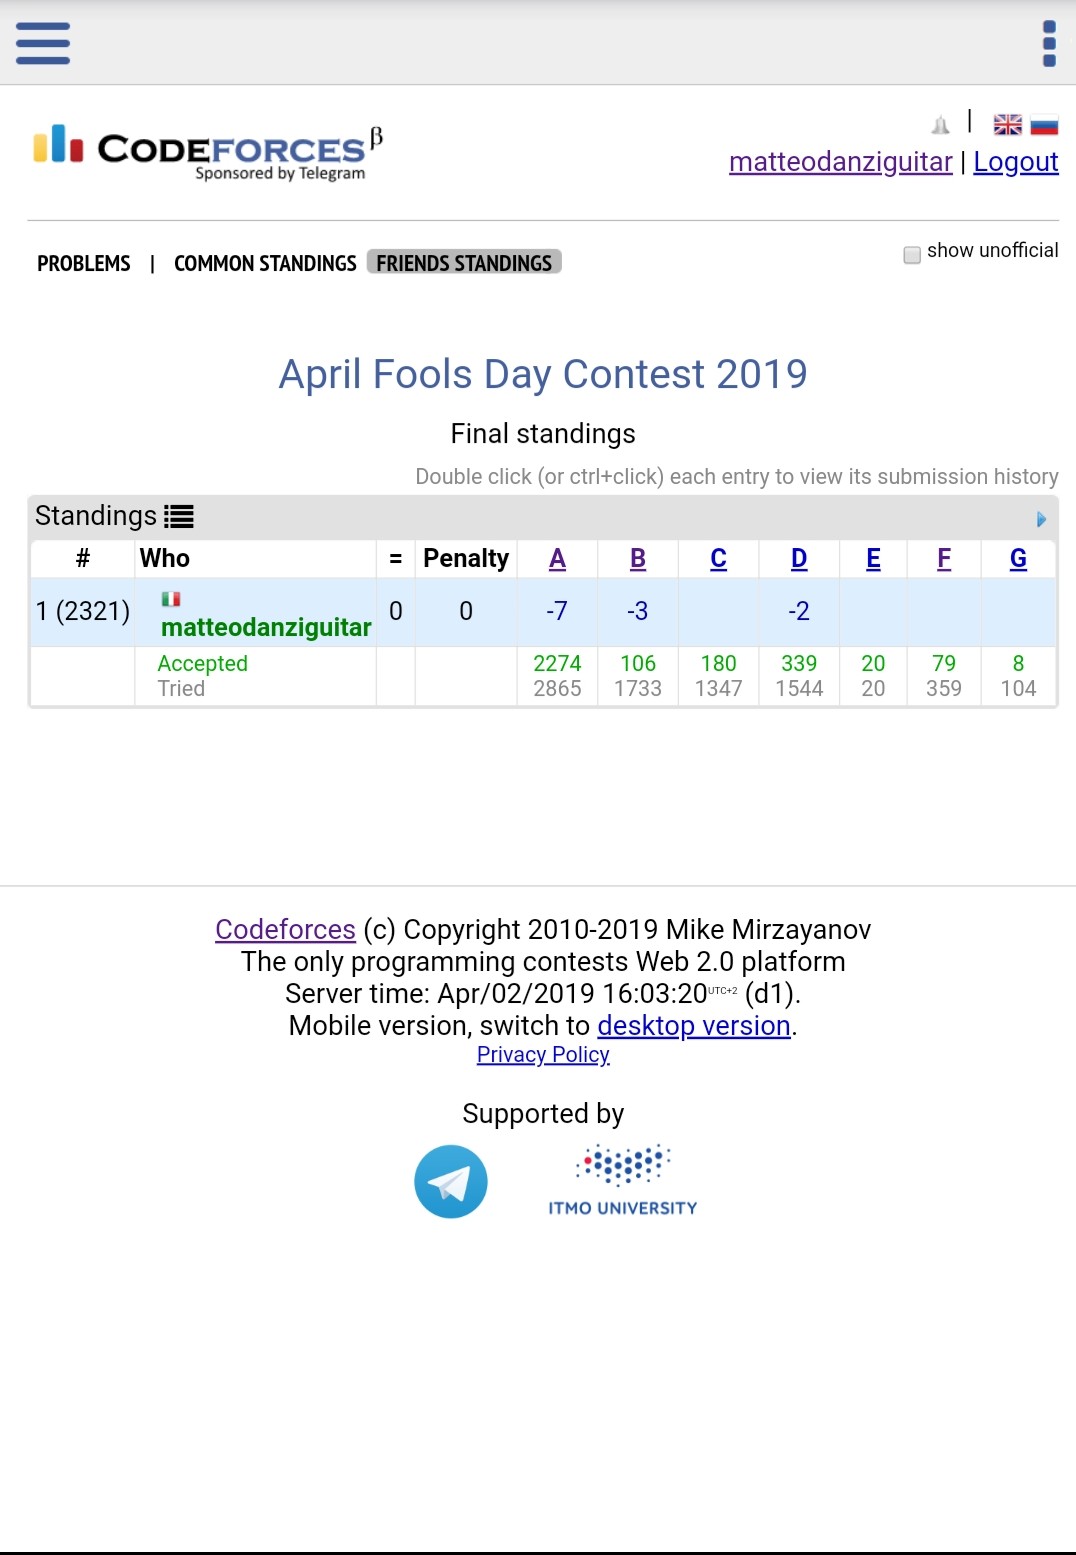 |
CODEFORCES β
Sponsored by Telegram
matteodanziguitar | Logout
PROBLEMS | COMMON STANDINGS FRIENDS STANDINGS
show unofficial
April Fools Day Contest 2019
Final standings
Double click (or ctrl+click) each entry to view its submission history
Standings
# Who = Penalty A B C D E F G
1 (2321) matteodanziguitar 0 0 -7 -3 -2
Accepted 2274 106 180 339 20 79 8
Tried 2865 1733 1347 1544 20 359 104
Codeforces (c) Copyright 2010-2019 Mike Mirzayanov
The only programming contests Web 2.0 platform
Server time: Apr/02/2019 16:03:20 UTC+2 (d1).
Mobile version, switch to desktop version.
Privacy Policy
Supported by
ITMO UNIVERSITY